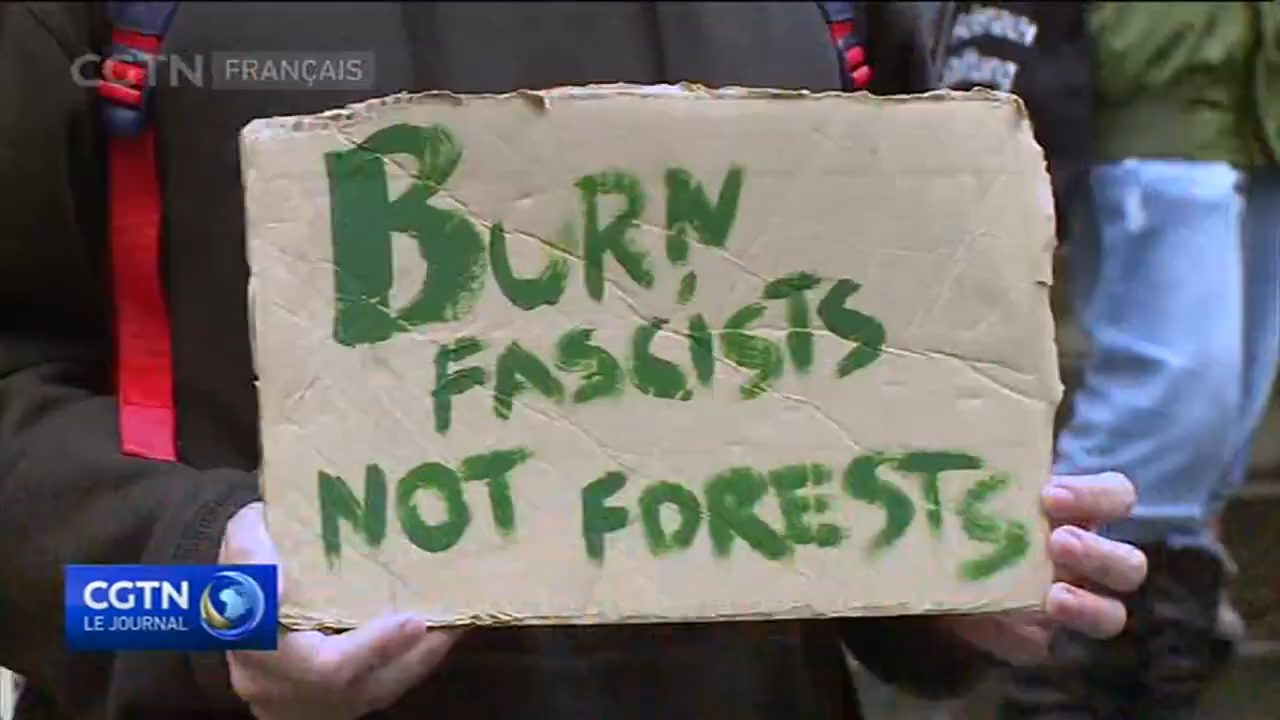 CGTN FRANÇAIS
BURN
FASCISTS
NOT FORESTS
CGTN
LE JOURNAL